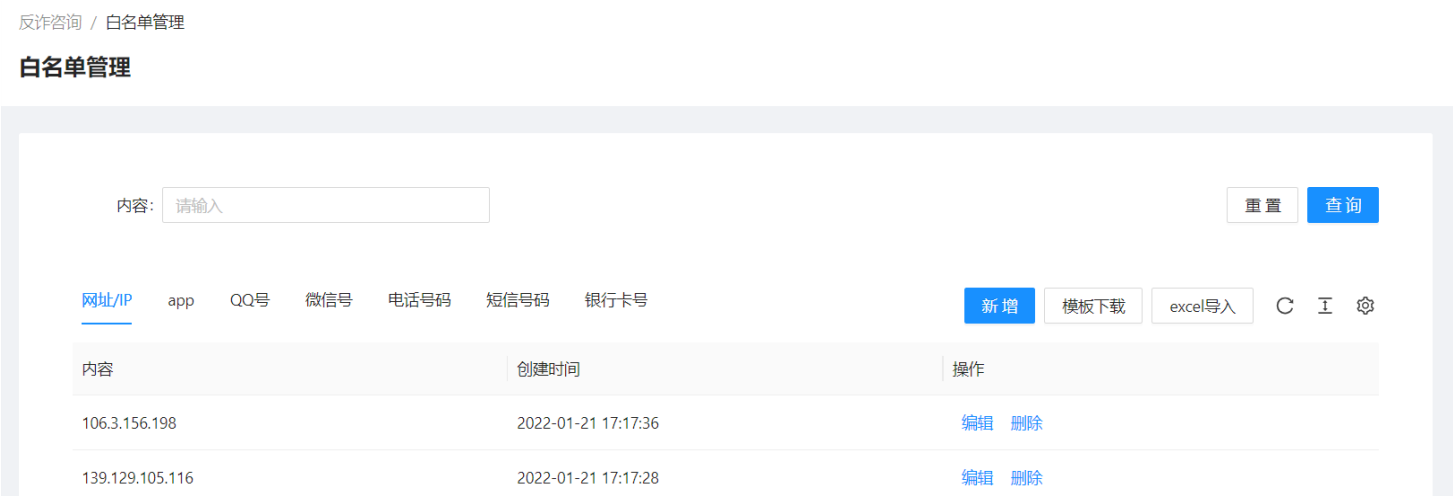 反诈咨询 / 白名单管理
白名单管理
内容: 请输入 重 置 查 询
网址/IP app QQ号 微信号 电话号码 短信号码 银行卡号 新 增 模板下载 excel导入
内容 创建时间 操作
106.3.156.198 2022-01-21 17:17:36 编辑 删除
139.129.105.116 2022-01-21 17:17:28 编辑 删除